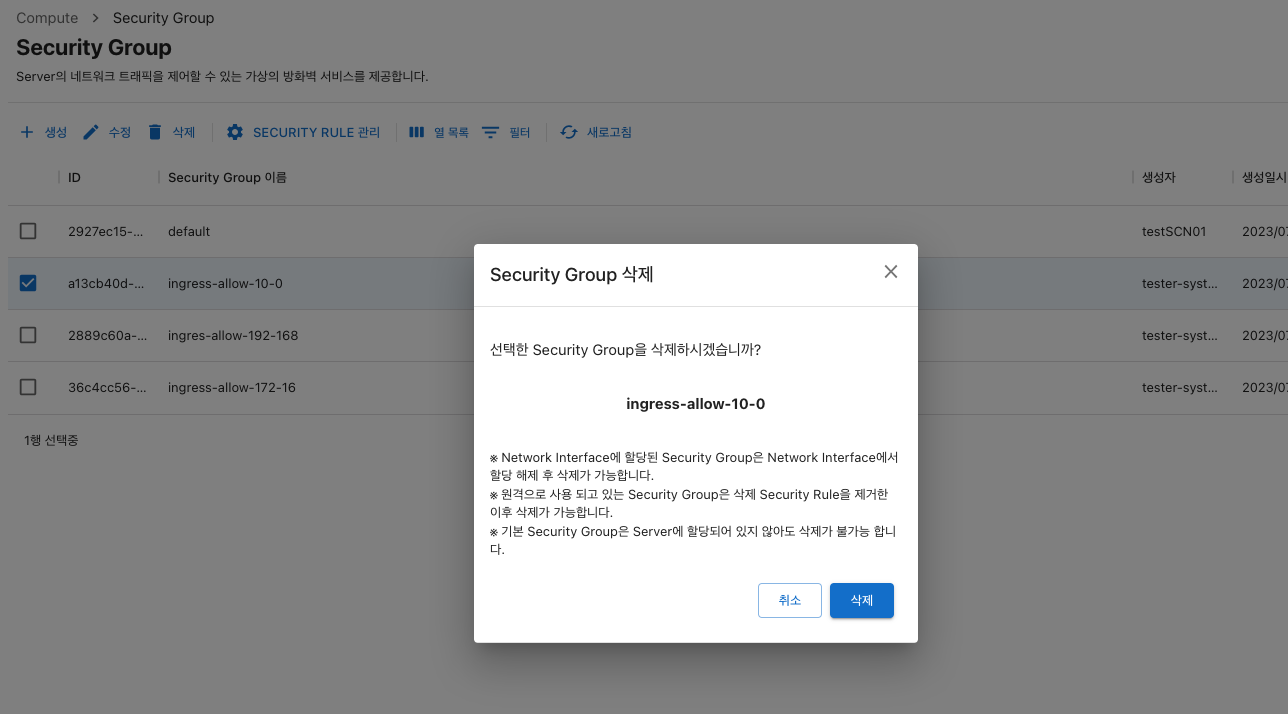 Compute > Security Group
Security Group
Server의 네트워크 트래픽을 제어할 수 있는 가상의 방화벽 서비스를 제공합니다.
생성 수정 삭제 SECURITY RULE 관리 열 목록 필터 새로고침
ID Security Group 이름 생성자 생성일시
2927ec15-... default testSCN01 2023/07
a13cb40d-... ingress-allow-10-0 tester-syst... 2023/07
2889c60a-... ingres-allow-192-168 tester-syst... 2023/07
36c4cc56-... ingress-allow-172-16 tester-syst... 2023/07
1행 선택중
Security Group 삭제
선택한 Security Group을 삭제하시겠습니까?
ingress-allow-10-0
※ Network Interface에 할당된 Security Group은 Network Interface에서
할당 해제 후 삭제가 가능합니다.
※ 원격으로 사용 되고 있는 Security Group은 삭제 Security Rule을 제거한
이후 삭제가 가능합니다.
※ 기본 Security Group은 Server에 할당되어 있지 않아도 삭제가 불가능 합니
다.
취소 삭제